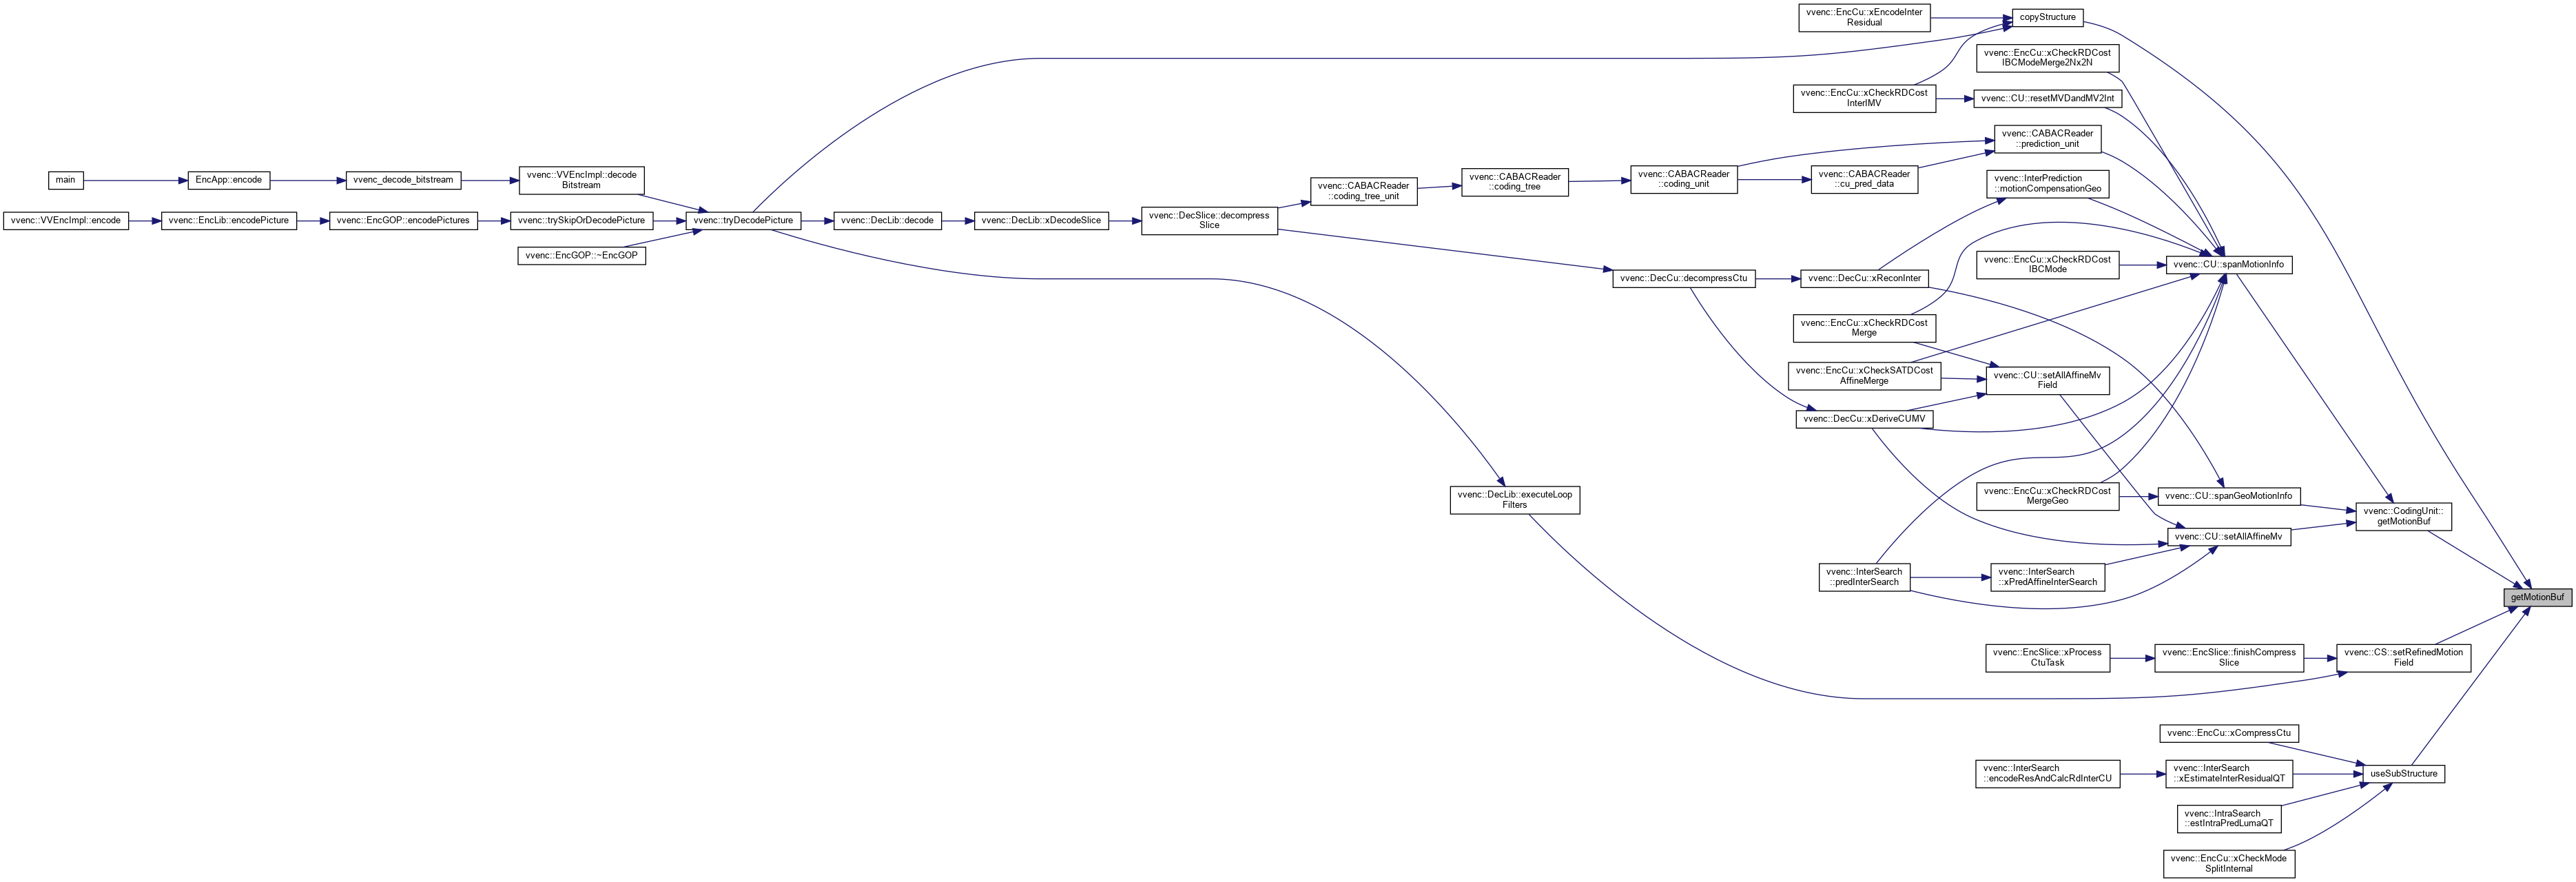 main
EncApp::encode
vvenc_decode_bitstream
vvenc::VVEncImpl::decode
Bitstream
vvenc::VVEncImpl::encode
vvenc::EncLib::encodePicture
vvenc::EncGOP::encodePictures
vvenc::trySkipOrDecodePicture
vvenc::EncGOP::~EncGOP
vvenc::tryDecodePicture
vvenc::DecLib::decode
vvenc::DecLib::xDecodeSlice
vvenc::DecSlice::decompress
Slice
vvenc::CABACReader
::coding_tree_unit
vvenc::CABACReader
::coding_tree
vvenc::DecLib::executeLoop
Filters
vvenc::CABACReader
::coding_unit
vvenc::DecCu::decompressCtu
vvenc::EncCu::xEncodeInter
Residual
vvenc::EncCu::xCheckRDCost
InterIMV
vvenc::CABACReader
::cu_pred_data
vvenc::DecCu::xReconInter
vvenc::EncCu::xCheckRDCost
Merge
vvenc::EncCu::xCheckSATDCost
AffineMerge
vvenc::DecCu::xDeriveCUMV
vvenc::InterSearch
::predInterSearch
copyStructure
vvenc::EncCu::xCheckRDCost
IBCModeMerge2Nx2N
vvenc::CU::resetMVDandMV2Int
vvenc::CABACReader
::prediction_unit
vvenc::InterPrediction
::motionCompensationGeo
vvenc::EncCu::xCheckRDCost
IBCMode
vvenc::CU::setAllAffineMv
Field
vvenc::EncCu::xCheckRDCost
MergeGeo
vvenc::InterSearch
::xPredAffineInterSearch
vvenc::EncSlice::xProcess
CtuTask
vvenc::InterSearch
::encodeResAndCalcRdInterCU
vvenc::CU::spanMotionInfo
vvenc::CU::spanGeoMotionInfo
vvenc::CU::setAllAffineMv
vvenc::EncSlice::finishCompress
Slice
vvenc::EncCu::xCompressCtu
vvenc::InterSearch
::xEstimateInterResidualQT
vvenc::IntraSearch
::estIntraPredLumaQT
vvenc::EncCu::xCheckMode
SplitInternal
vvenc::CodingUnit::
getMotionBuf
vvenc::CS::setRefinedMotion
Field
useSubStructure
getMotionBuf